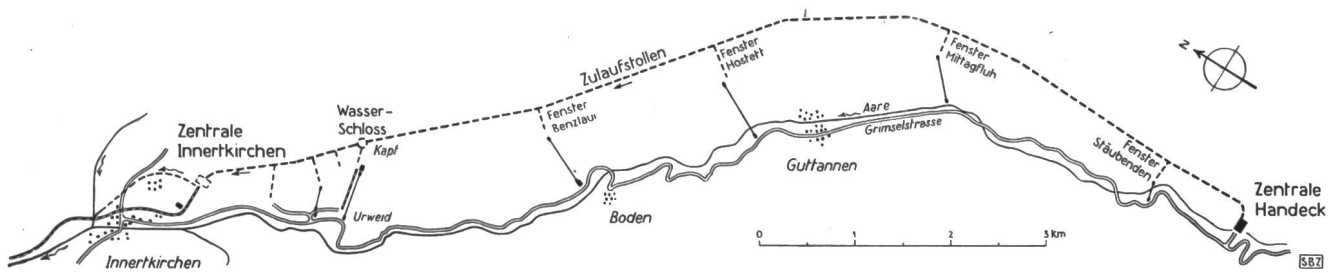 Zentrale
Innertkirchen
Wasser-
Schloss
Kapf
Zulaufstollen
Fenster
Benzlaui
Fenster
Hostett
Fenster
Mittagfluh
Fenster
Stäubenden
Zentrale
Handeck
N
Aare
Grimselstrasse
Guttannen
Boden
Urweid
Innertkirchen
0 1 2 3 km
SBZ